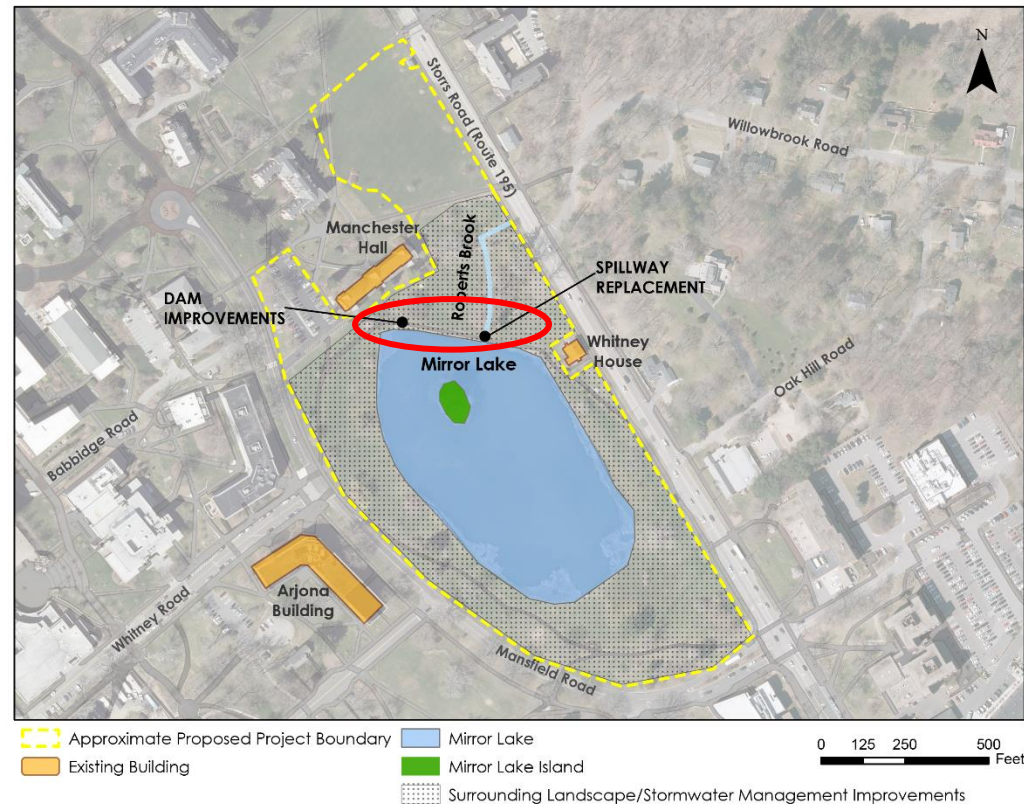 N
Storrs Road (Route 195)
Willowbrook Road
Manchester
Hall
Roberts Brook
DAM
IMPROVEMENTS
SPILLWAY
REPLACEMENT
Whitney
House
Mirror Lake
Oak Hill Road
Babbidge Road
Arjona
Building
Whitney Road
Mansfield Road
Approximate Proposed Project Boundary
Mirror Lake
Existing Building
Mirror Lake Island
Surrounding Landscape/Stormwater Management Improvements
0 125 250 500
Feet